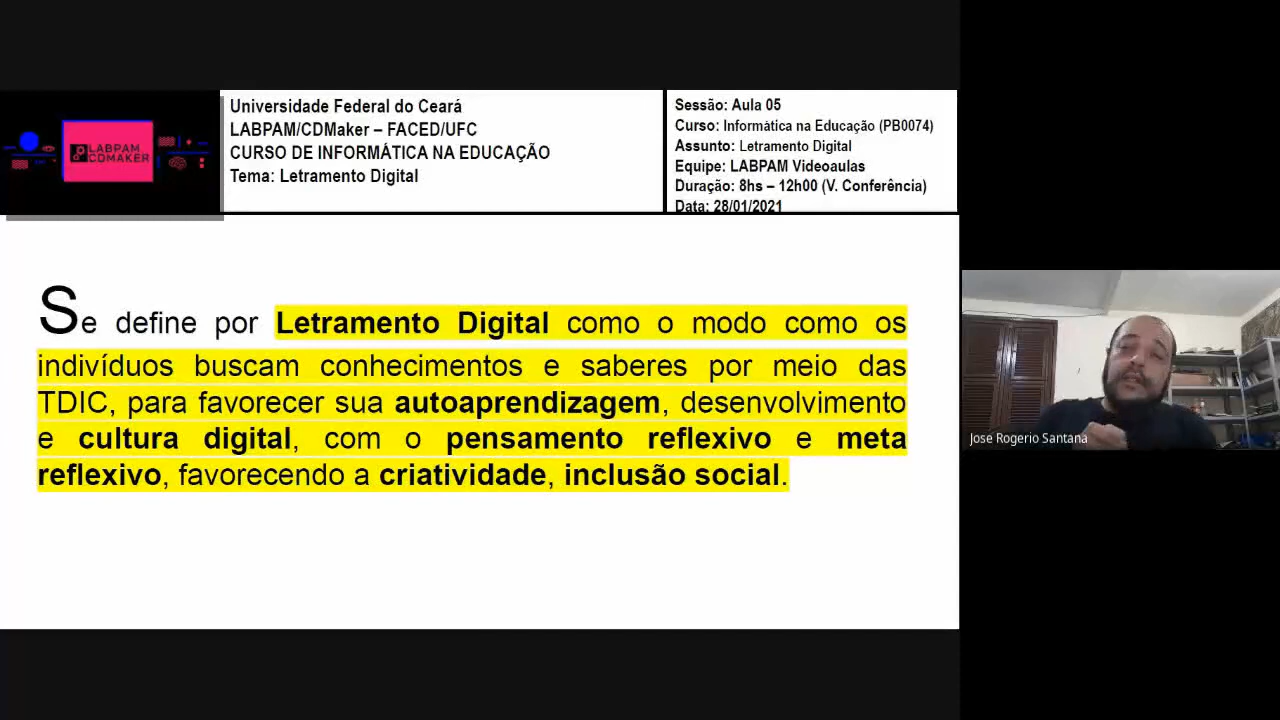 LABPAM
CDMAKER
Universidade Federal do Ceará
LABPAM/CDMaker – FACED/UFC
CURSO DE INFORMÁTICA NA EDUCAÇÃO
Tema: Letramento Digital
Sessão: Aula 05
Curso: Informática na Educação (PB0074)
Assunto: Letramento Digital
Equipe: LABPAM Videoaulas
Duração: 8hs – 12h00 (V. Conferência)
Data: 28/01/2021
Se define por Letramento Digital como o modo como os
indivíduos buscam conhecimentos e saberes por meio das
TDIC, para favorecer sua autoaprendizagem, desenvolvimento
e cultura digital, com o pensamento reflexivo e meta
reflexivo, favorecendo a criatividade, inclusão social.
Jose Rogerio Santana